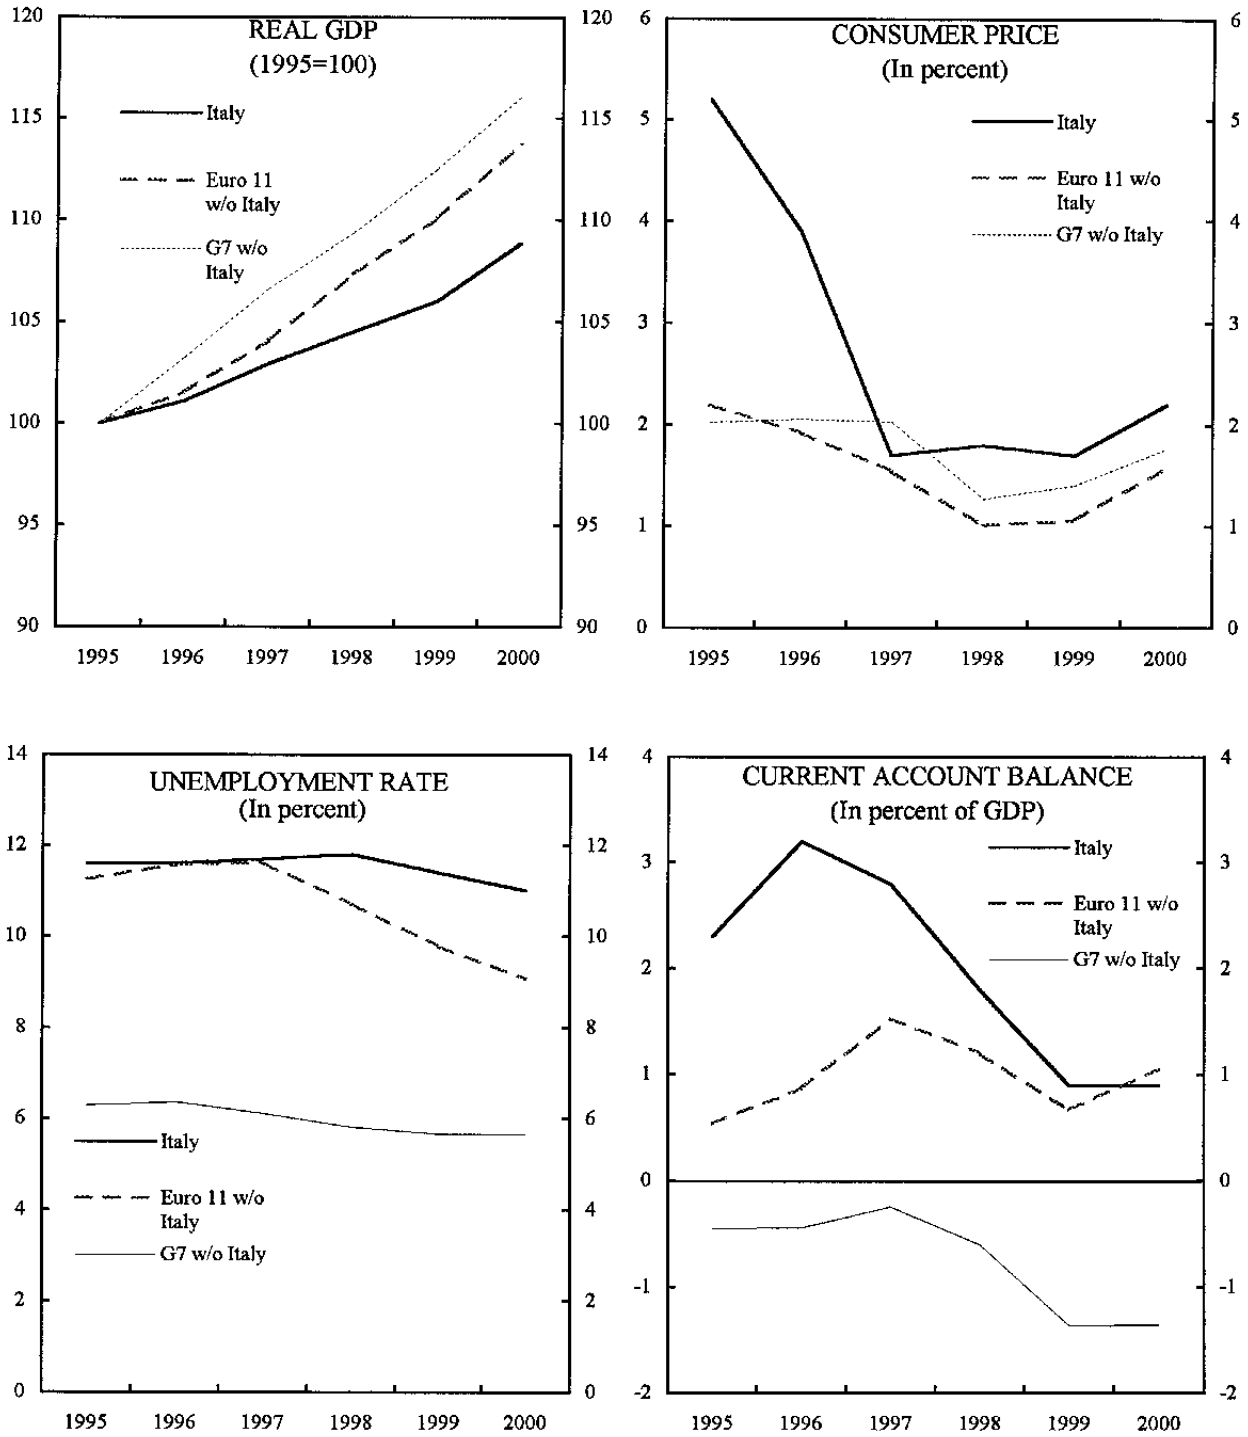 REAL GDP
(1995=100)
120
115
110
105
100
95
90
120
115
110
105
100
95
90
Italy
Euro 11
w/o Italy
G7 w/o
Italy
1995 1996 1997 1998 1999 2000
CONSUMER PRICE
(In percent)
6
5
4
3
2
1
0
6
5
4
3
2
1
0
Italy
Euro 11 w/o
Italy
G7 w/o Italy
1995 1996 1997 1998 1999 2000
UNEMPLOYMENT RATE
(In percent)
14
12
10
8
6
4
2
0
14
12
10
8
6
4
2
0
Italy
Euro 11 w/o
Italy
G7 w/o Italy
1995 1996 1997 1998 1999 2000
CURRENT ACCOUNT BALANCE
(In percent of GDP)
4
3
2
1
0
-1
-2
4
3
2
1
0
-1
-2
Italy
Euro 11 w/o
Italy
G7 w/o Italy
1995 1996 1997 1998 1999 2000